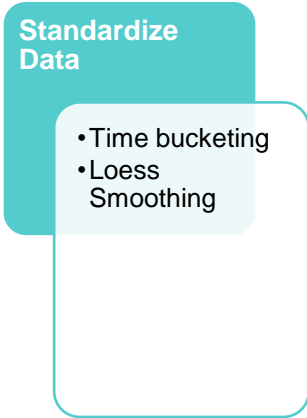 Standardize
Data
•Time bucketing
•Loess
Smoothing